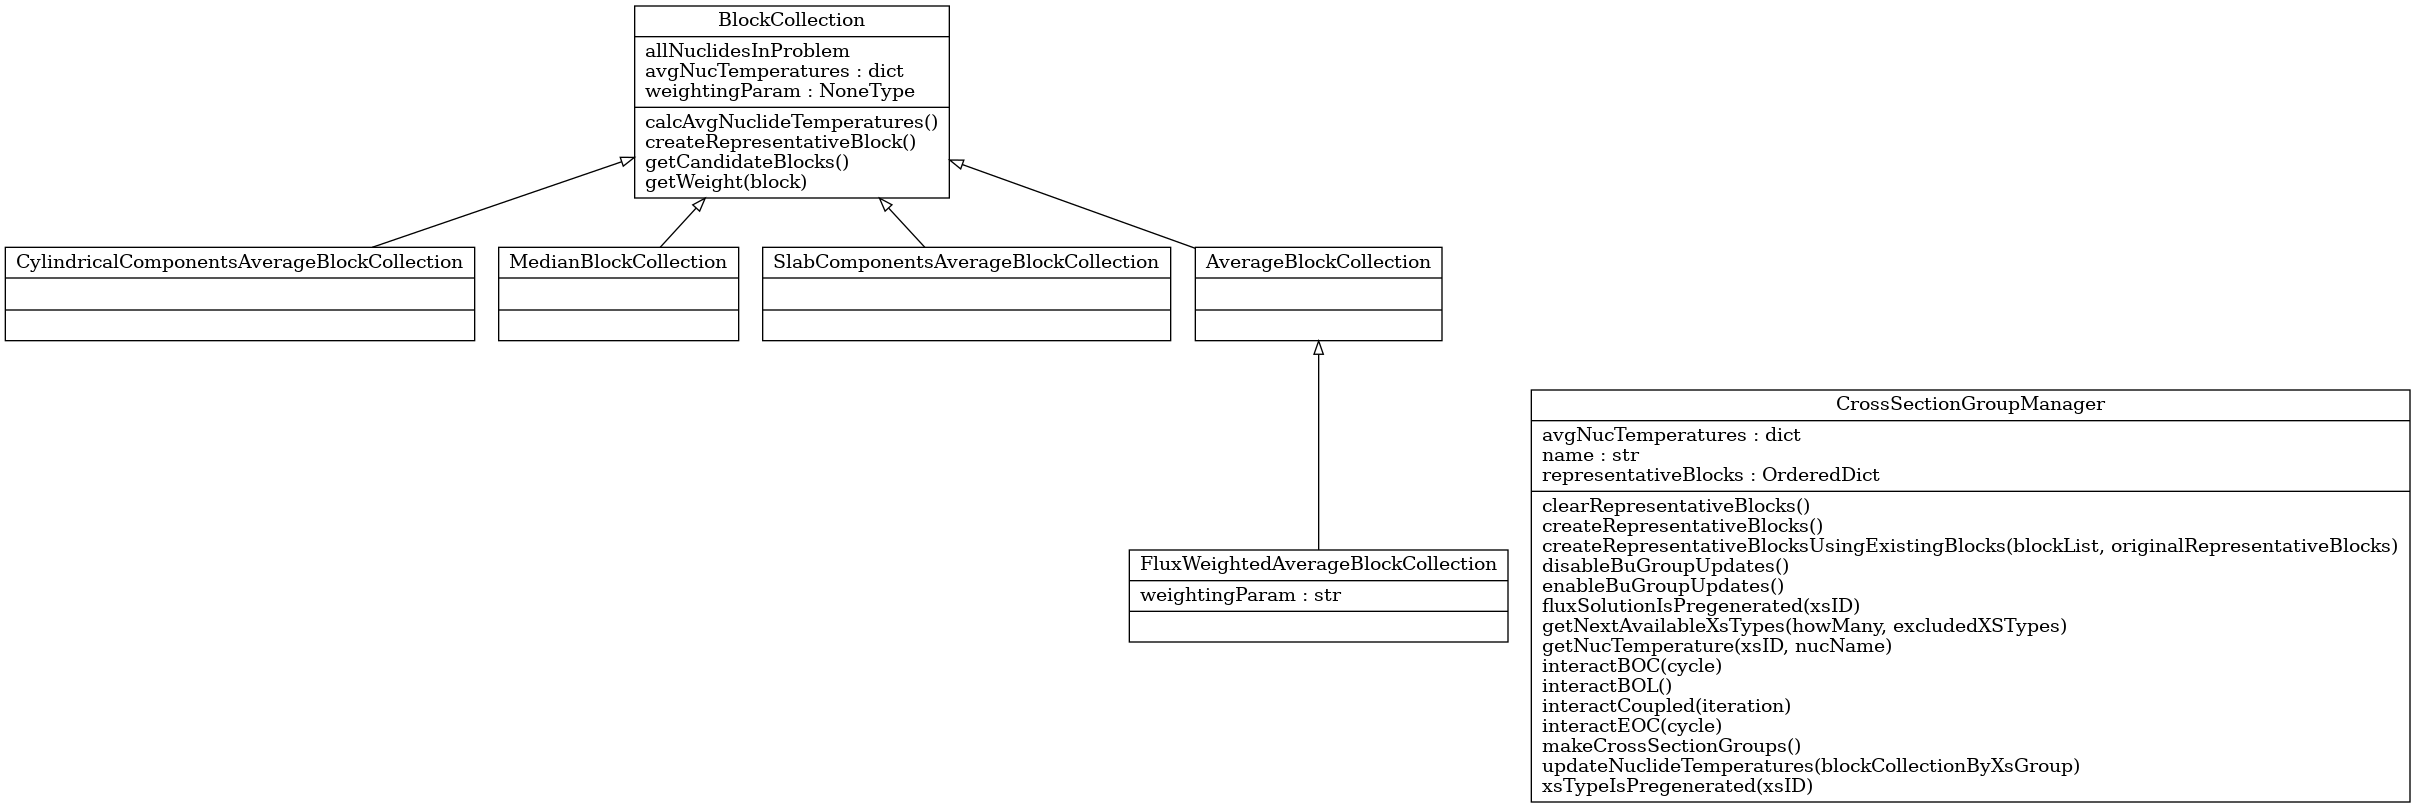 BlockCollection
allNuclidesInProblem
avgNucTemperatures : dict
weightingParam : NoneType
calcAvgNuclideTemperatures()
createRepresentativeBlock()
getCandidateBlocks()
getWeight(block)
CylindricalComponentsAverageBlockCollection
MedianBlockCollection
SlabComponentsAverageBlockCollection
AverageBlockCollection
FluxWeightedAverageBlockCollection
weightingParam : str
CrossSectionGroupManager
avgNucTemperatures : dict
name : str
representativeBlocks : OrderedDict
clearRepresentativeBlocks()
createRepresentativeBlocks()
createRepresentativeBlocksUsingExistingBlocks(blockList, originalRepresentativeBlocks)
disableBuGroupUpdates()
enableBuGroupUpdates()
fluxSolutionIsPregenerated(xsID)
getNextAvailableXsTypes(howMany, excludedXSTypes)
getNucTemperature(xsID, nucName)
interactBOC(cycle)
interactBOL()
interactCoupled(iteration)
interactEOC(cycle)
makeCrossSectionGroups()
updateNuclideTemperatures(blockCollectionByXsGroup)
xsTypeIsPregenerated(xsID)